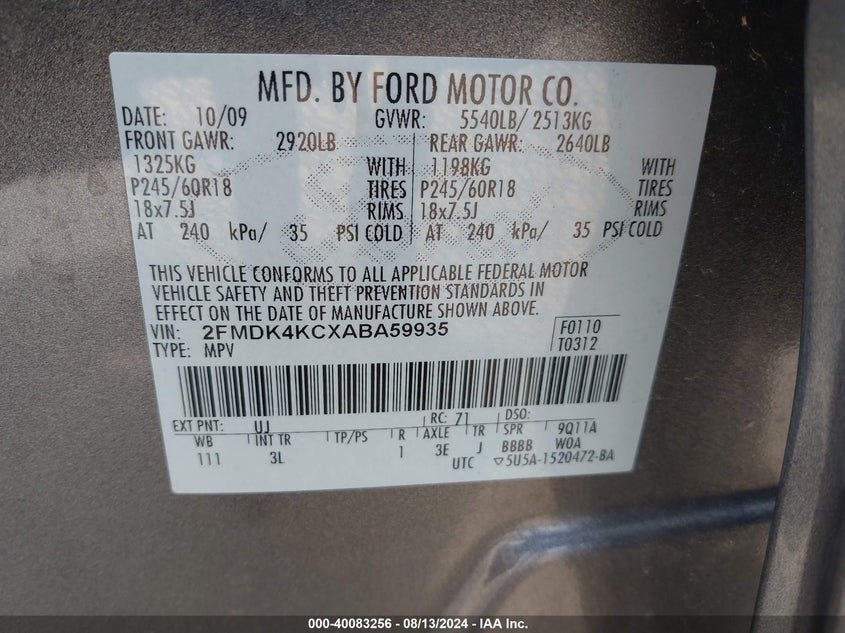 MFD. BY FORD MOTOR CO.
DATE: 10/09 GVWR: 5540LB/ 2513KG
FRONT GAWR: 2920LB REAR GAWR: 2640LB
1325KG WITH 1198KG WITH
P245/60R18 TIRES P245/60R18 TIRES
18x7.5J RIMS 18x7.5J RIMS
AT 240 kPa/ 35 PSI COLD AT 240 kPa/ 35 PSI COLD
THIS VEHICLE CONFORMS TO ALL APPLICABLE FEDERAL MOTOR
VEHICLE SAFETY AND THEFT PREVENTION STANDARDS IN
EFFECT ON THE DATE OF MANUFACTURE SHOWN ABOVE.
VIN: 2FMDK4KCXABA59935 F0110
TYPE: MPV T0312
EXT PNT: UJ RC: 71 DSO:
WB INT TR TP/PS R AXLE TR SPR 9Q11A
111 3L 1 3E J BBBB WOA
UTC ▽5U5A-1520472-BA
000-40083256 - 08/13/2024 - IAA Inc.